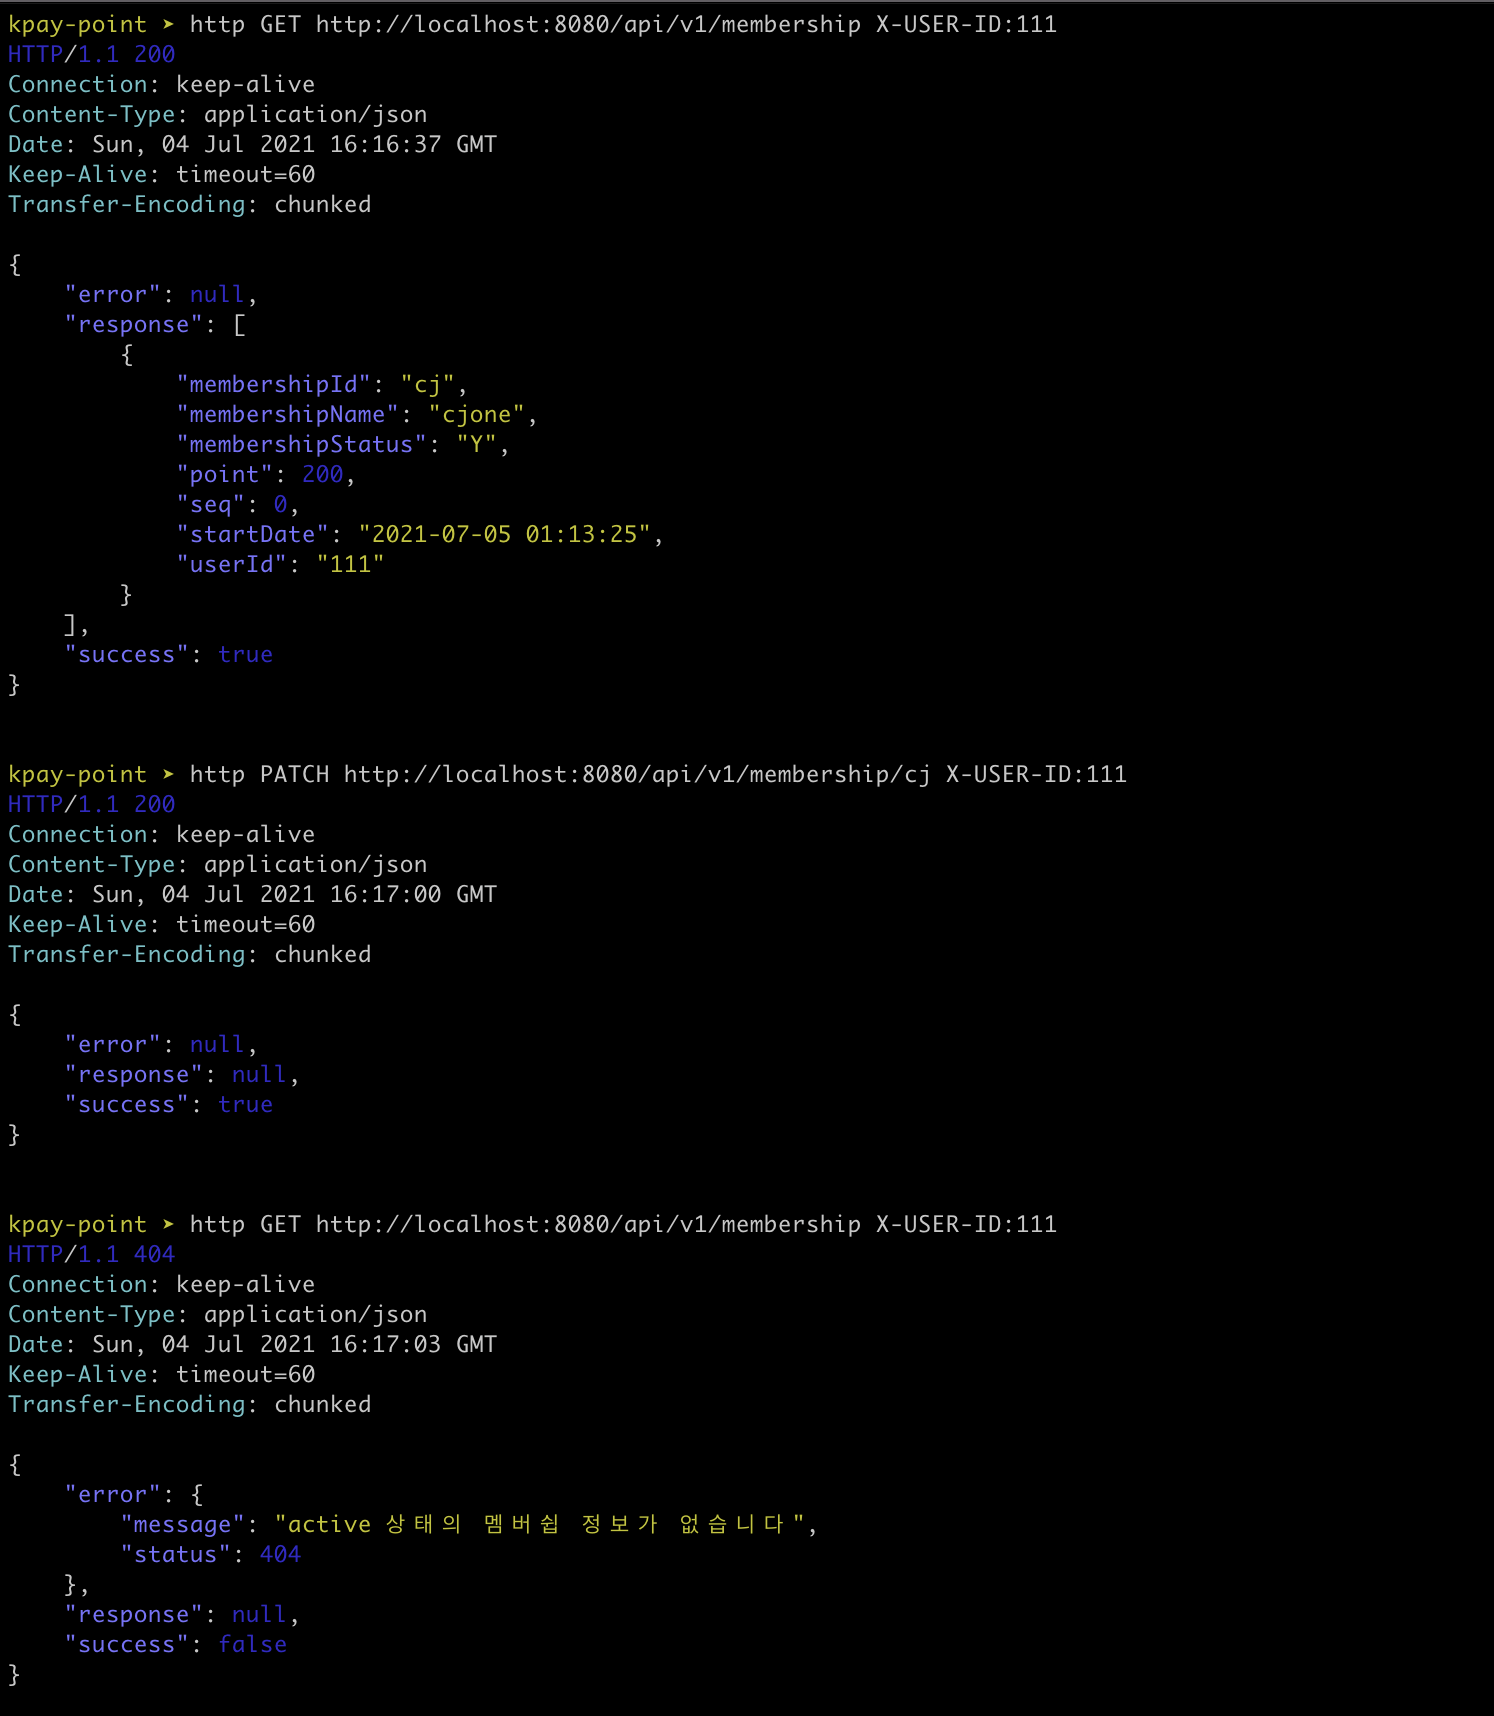 kpay-point ➤ http GET http://localhost:8080/api/v1/membership X-USER-ID:111
HTTP/1.1 200
Connection: keep-alive
Content-Type: application/json
Date: Sun, 04 Jul 2021 16:16:37 GMT
Keep-Alive: timeout=60
Transfer-Encoding: chunked

{
    "error": null,
    "response": [
        {
            "membershipId": "cj",
            "membershipName": "cjone",
            "membershipStatus": "Y",
            "point": 200,
            "seq": 0,
            "startDate": "2021-07-05 01:13:25",
            "userId": "111"
        }
    ],
    "success": true
}

kpay-point ➤ http PATCH http://localhost:8080/api/v1/membership/cj X-USER-ID:111
HTTP/1.1 200
Connection: keep-alive
Content-Type: application/json
Date: Sun, 04 Jul 2021 16:17:00 GMT
Keep-Alive: timeout=60
Transfer-Encoding: chunked

{
    "error": null,
    "response": null,
    "success": true
}

kpay-point ➤ http GET http://localhost:8080/api/v1/membership X-USER-ID:111
HTTP/1.1 404
Connection: keep-alive
Content-Type: application/json
Date: Sun, 04 Jul 2021 16:17:03 GMT
Keep-Alive: timeout=60
Transfer-Encoding: chunked

{
    "error": {
        "message": "active 상태의 멤버쉽 정보가 없습니다",
        "status": 404
    },
    "response": null,
    "success": false
}